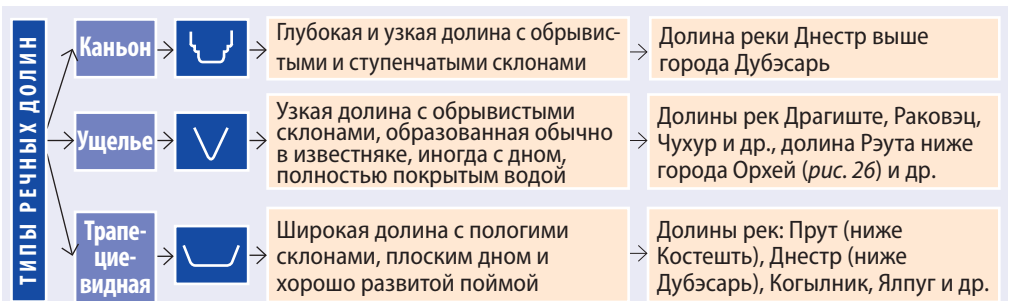 ТИПЫ РЕЧНЫХ ДОЛИН
Каньон
Глубокая и узкая долина с обрывис-
тыми и ступенчатыми склонами
Долина реки Днестр выше
города Дубэсарь
Ущелье
Узкая долина с обрывистыми
склонами, образованная обычно
в известняке, иногда с дном,
полностью покрытым водой
Долины рек Драгиште, Раковэц,
Чухур и др., долина Рэута ниже
города Орхей (рис. 26) и др.
Трапе-
цие-
видная
Широкая долина с пологими
склонами, плоским дном и
хорошо развитой поймой
Долины рек: Прут (ниже
Костешть), Днестр (ниже
Дубэсарь), Когылник, Ялпуг и др.